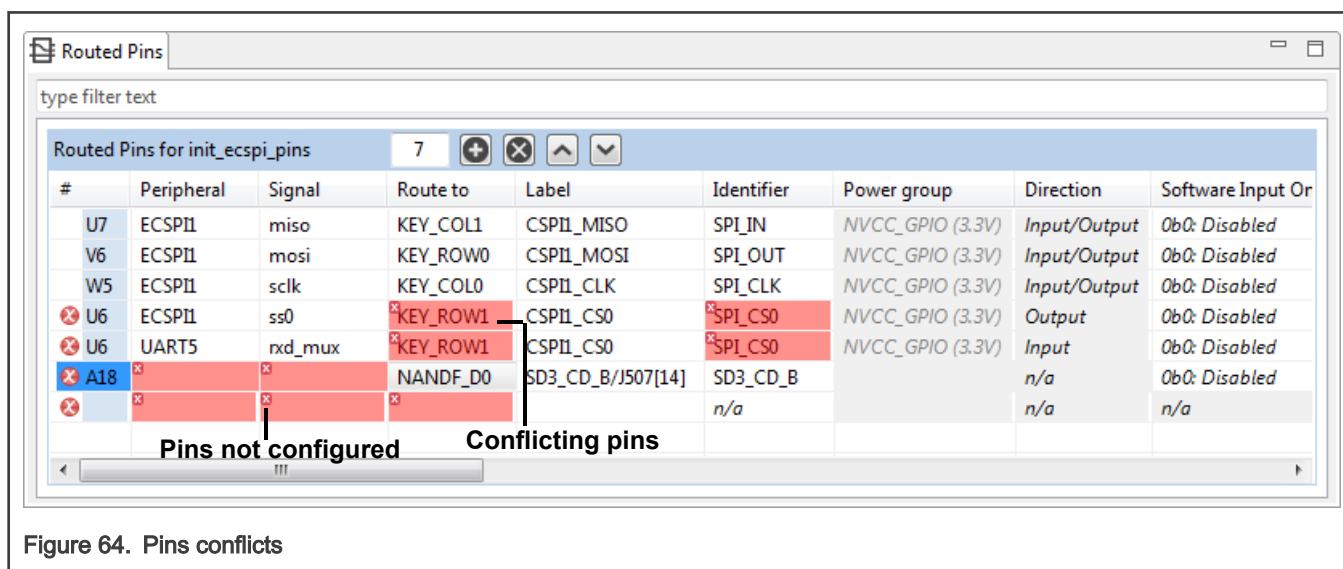 Routed Pins
type filter text
Routed Pins for init_ecspi_pins 7
# Peripheral Signal Route to Label Identifier Power group Direction Software Input Or
U7 ECSPI1 miso KEY_COL1 CSPI1_MISO SPI_IN NVCC_GPIO (3.3V) Input/Output 0b0: Disabled
V6 ECSPI1 mosi KEY_ROW0 CSPI1_MOSI SPI_OUT NVCC_GPIO (3.3V) Input/Output 0b0: Disabled
W5 ECSPI1 sclk KEY_COL0 CSPI1_CLK SPI_CLK NVCC_GPIO (3.3V) Input/Output 0b0: Disabled
U6 ECSPI1 ss0 KEY_ROW1 CSPI1_CS0 SPI_CS0 NVCC_GPIO (3.3V) Output 0b0: Disabled
U6 UART5 rxd_mux KEY_ROW1 CSPI1_CS0 SPI_CS0 NVCC_GPIO (3.3V) Input 0b0: Disabled
A18 NANDF_D0 SD3_CD_B/J507[14] SD3_CD_B n/a 0b0: Disabled
n/a n/a n/a
Pins not configured Conflicting pins
Figure 64. Pins conflicts